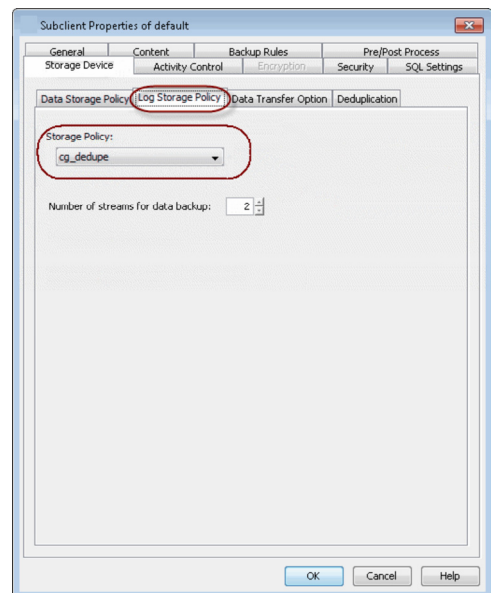 Subclient Properties of default
General Content Backup Rules Pre/Post Process
Storage Device Activity Control Encryption Security SQL Settings
Data Storage Policy Log Storage Policy Data Transfer Option Deduplication
Storage Policy:
cg_dedupe
Number of streams for data backup: 2
OK Cancel Help